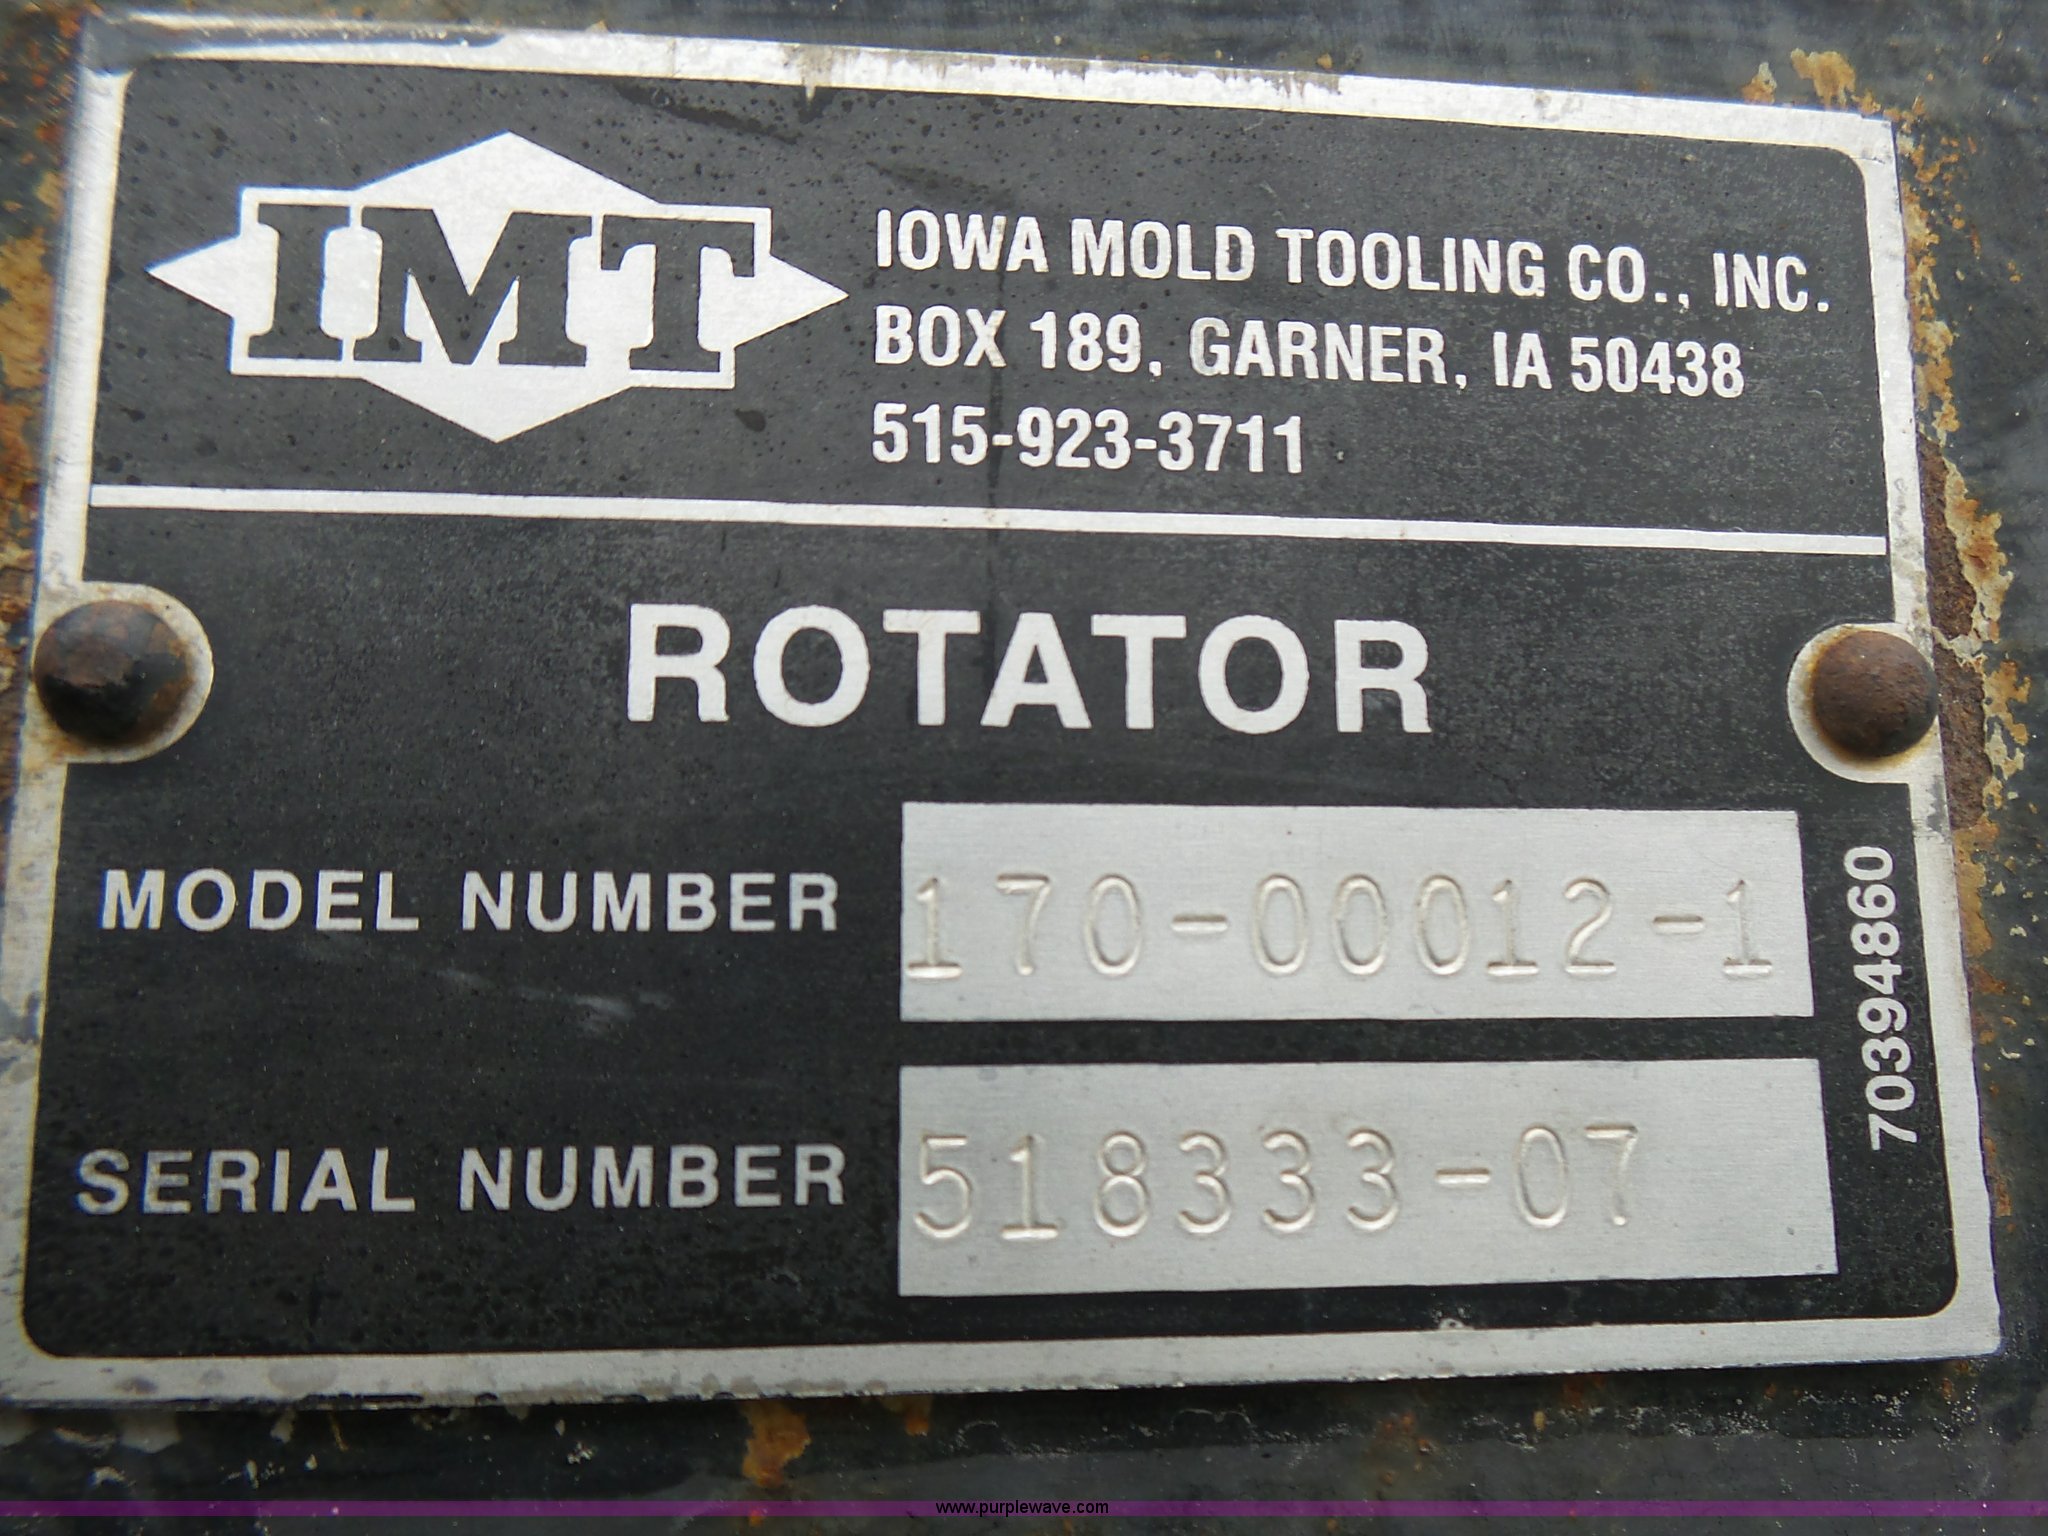 IMT
IOWA MOLD TOOLING CO., INC.
BOX 189, GARNER, IA 50438
515-923-3711
ROTATOR
MODEL NUMBER 170-00012-1
SERIAL NUMBER 518333-07
70394860
www.purplewave.com